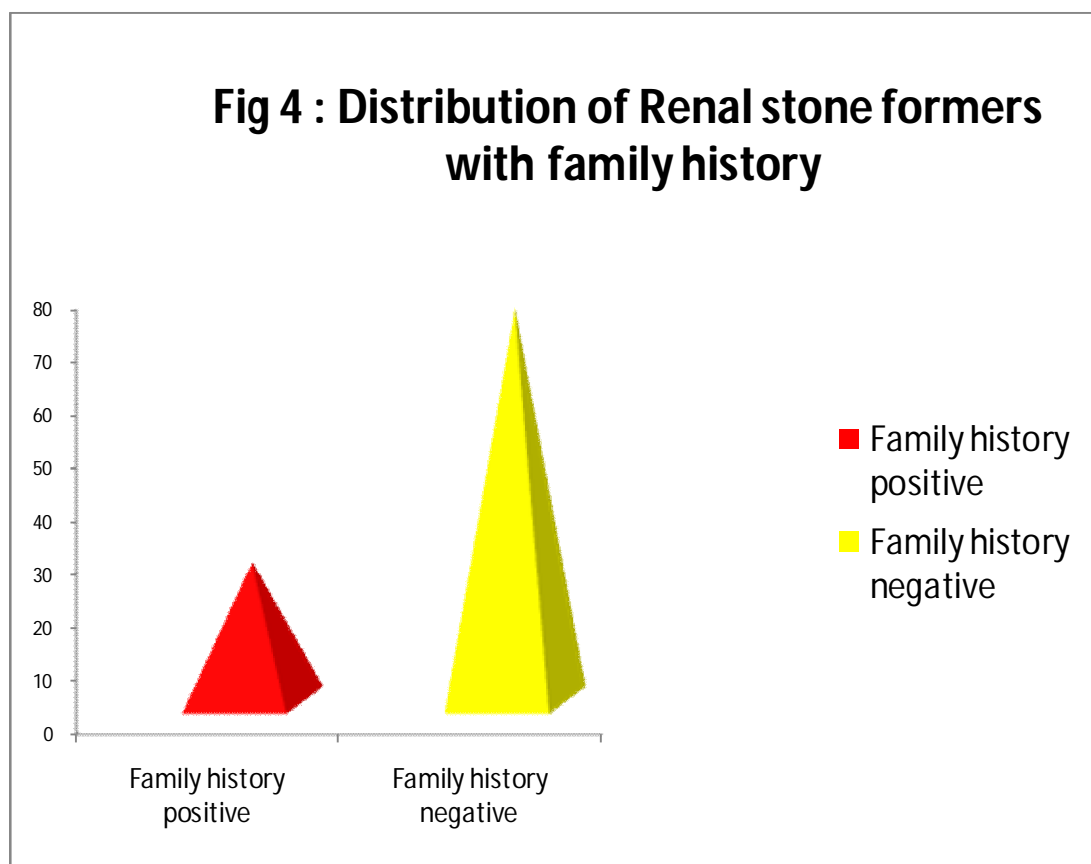 Fig 4 : Distribution of Renal stone formers
with family history
80
70
60
50
40
30
20
10
0
Family history
positive
Family history
negative
Family history
positive
Family history
negative